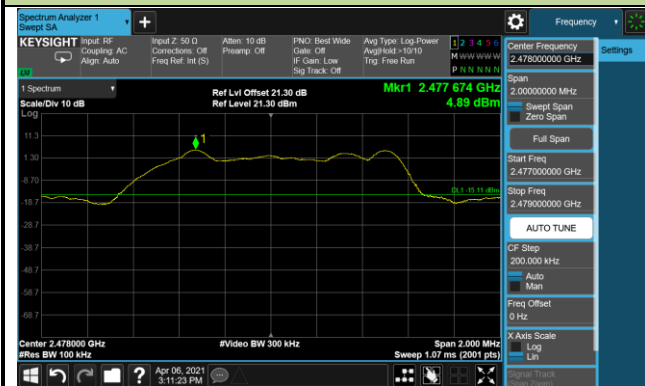 Spectrum Analyzer 1
Swept SA
+
Frequency
KEYSIGHT
Input: RF
Coupling: AC
Align: Auto
Input Z: 50 Ω
Corrections: Off
Freq Ref: Int (S)
Atten: 10 dB
Preamp: Off
PNO: Best Wide
Gate: Off
IF Gain: Low
Sig Track: Off
Avg Type: Log-Power
Avg|Hold:>10/10
Trig: Free Run
1 2 3 4 5 6
M W W W W W
P N N N N N
Center Frequency
2.478000000 GHz
Settings
LVI
1 Spectrum
Scale/Div 10 dB
Ref Lvl Offset 21.30 dB
Ref Level 21.30 dBm
Mkr1 2.477 674 GHz
4.89 dBm
Span
2.00000000 MHz
Swept Span
Zero Span
Log
11.3
1
1.30
-8.70
DL1 -15.11 dBm
-18.7
-28.7
-38.7
-48.7
-58.7
-68.7
Full Span
Start Freq
2.477000000 GHz
Stop Freq
2.479000000 GHz
AUTO TUNE
CF Step
200.000 kHz
Auto
Man
Freq Offset
0 Hz
X Axis Scale
Log
Lin
Signal Track
(Span Zoom)
Center 2.478000 GHz
#Res BW 100 kHz
#Video BW 300 kHz
Span 2.000 MHz
Sweep 1.07 ms (2001 pts)
?
Apr 06, 2021
3:11:23 PM